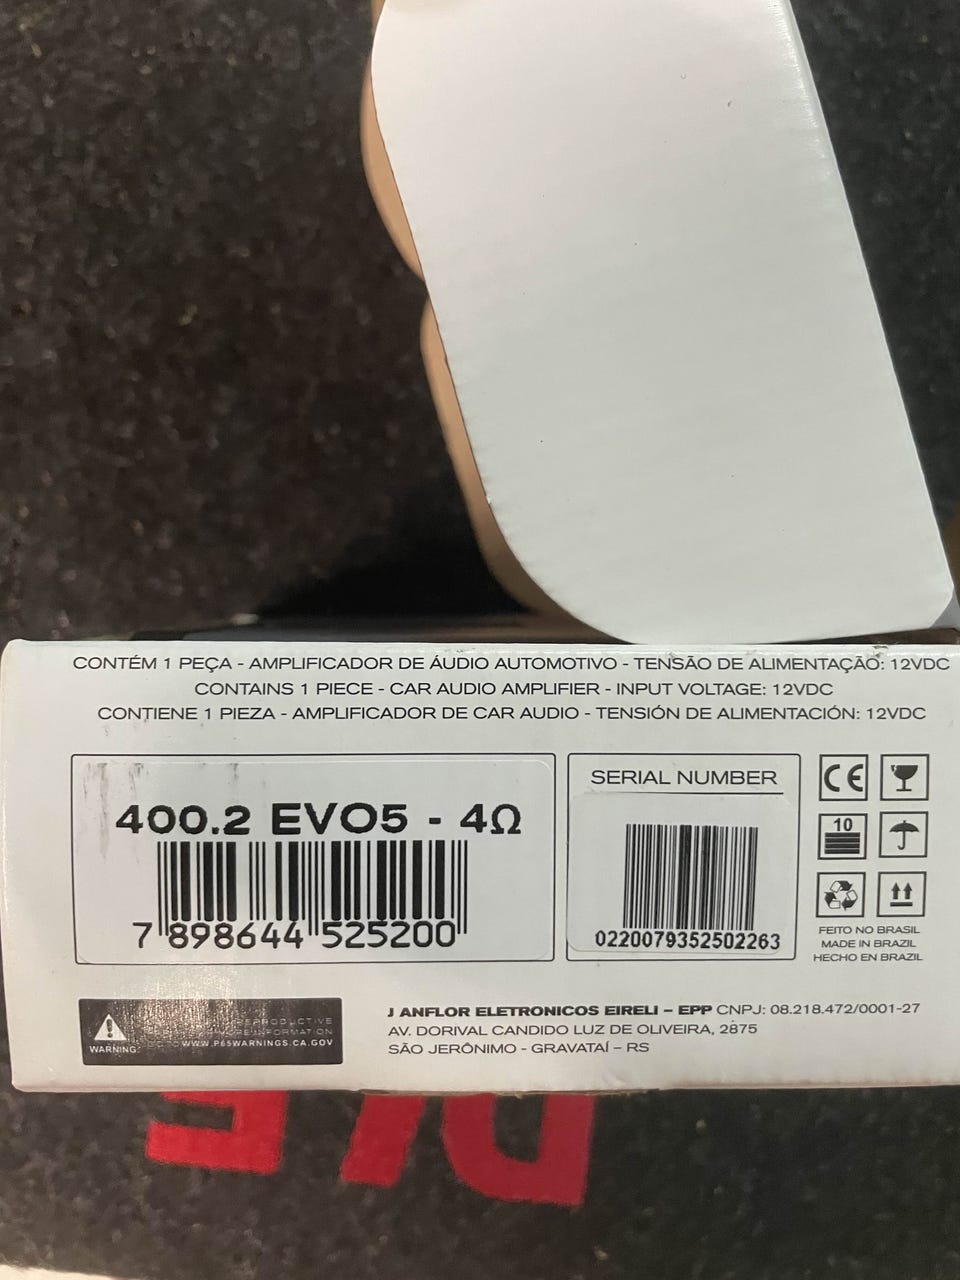 CONTÉM 1 PEÇA - AMPLIFICADOR DE ÁUDIO AUTOMOTIVO - TENSÃO DE ALIMENTAÇÃO: 12VDC
CONTAINS 1 PIECE - CAR AUDIO AMPLIFIER - INPUT VOLTAGE: 12VDC
CONTIENE 1 PIEZA - AMPLIFICADOR DE CAR AUDIO - TENSIÓN DE ALIMENTACIÓN: 12VDC
400.2 EVO5 - 4Ω
7 898644 525200
SERIAL NUMBER
0220079352502263
CE
10
FEITO NO BRASIL
MADE IN BRAZIL
HECHO EN BRAZIL
WARNING:
REPRODUCTIVE
INFORMATION
WWW.P65WARNINGS.CA.GOV
J ANFLOR ELETRONICOS EIRELI – EPP CNPJ: 08.218.472/0001-27
AV. DORIVAL CANDIDO LUZ DE OLIVEIRA, 2875
SÃO JERÔNIMO - GRAVATAÍ – RS